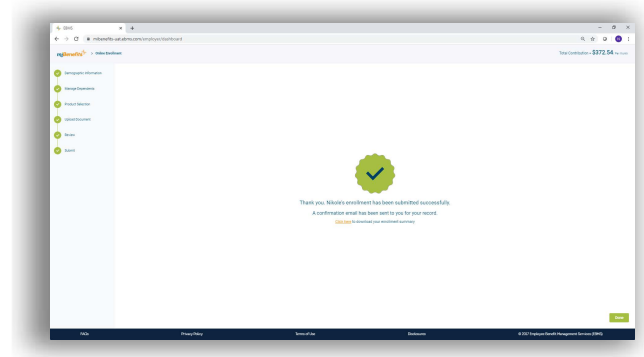 EBMS
mibenefits-uat.ebms.com/employer/dashboard
miBenefits
Online Enrollment
Total Contribution - $372.54
Demographic Information
Manage Dependents
Product Selection
Upload Document
Review
Submit
Thank you. Nikole's enrollment has been submitted successfully.
A confirmation email has been sent to you for your record.
Click here to download your enrollment summary.
Done
FAQs Privacy Policy Terms of Use Disclosures © 2017 Employee Benefit Management Services (EBMS)